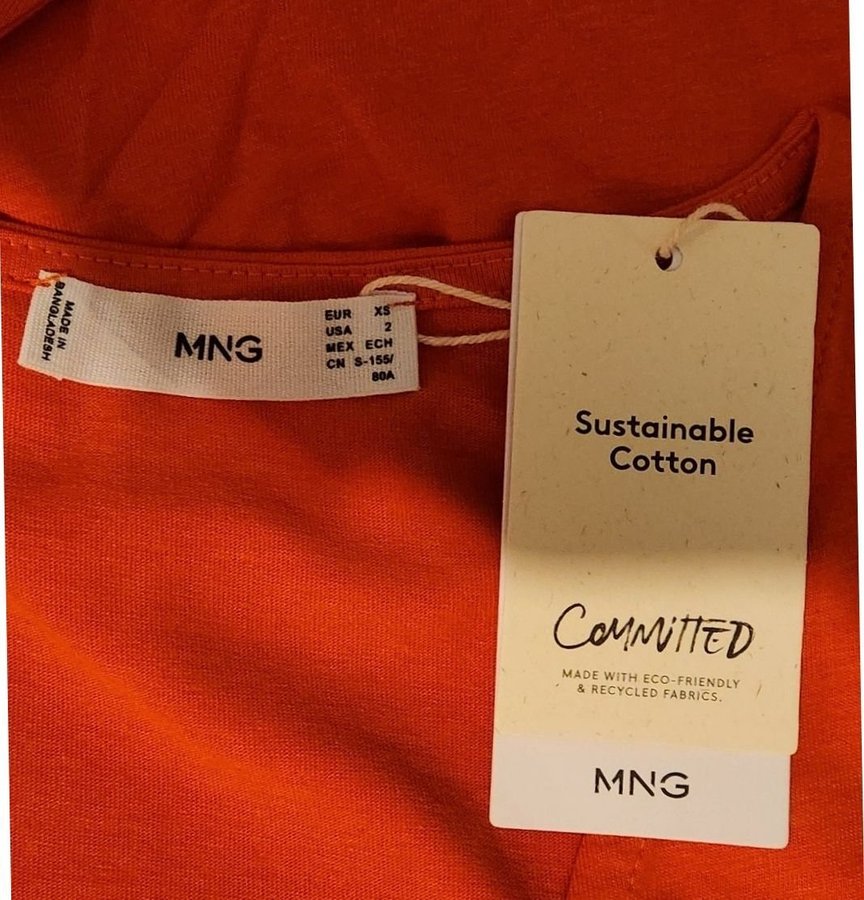 MADE IN
BANGLADESH
MNG
EUR XS
USA 2
MEX ECH
CN S-155/
80A
Sustainable
Cotton
COMMITTED
MADE WITH ECO-FRIENDLY
& RECYCLED FABRICS.
MNG